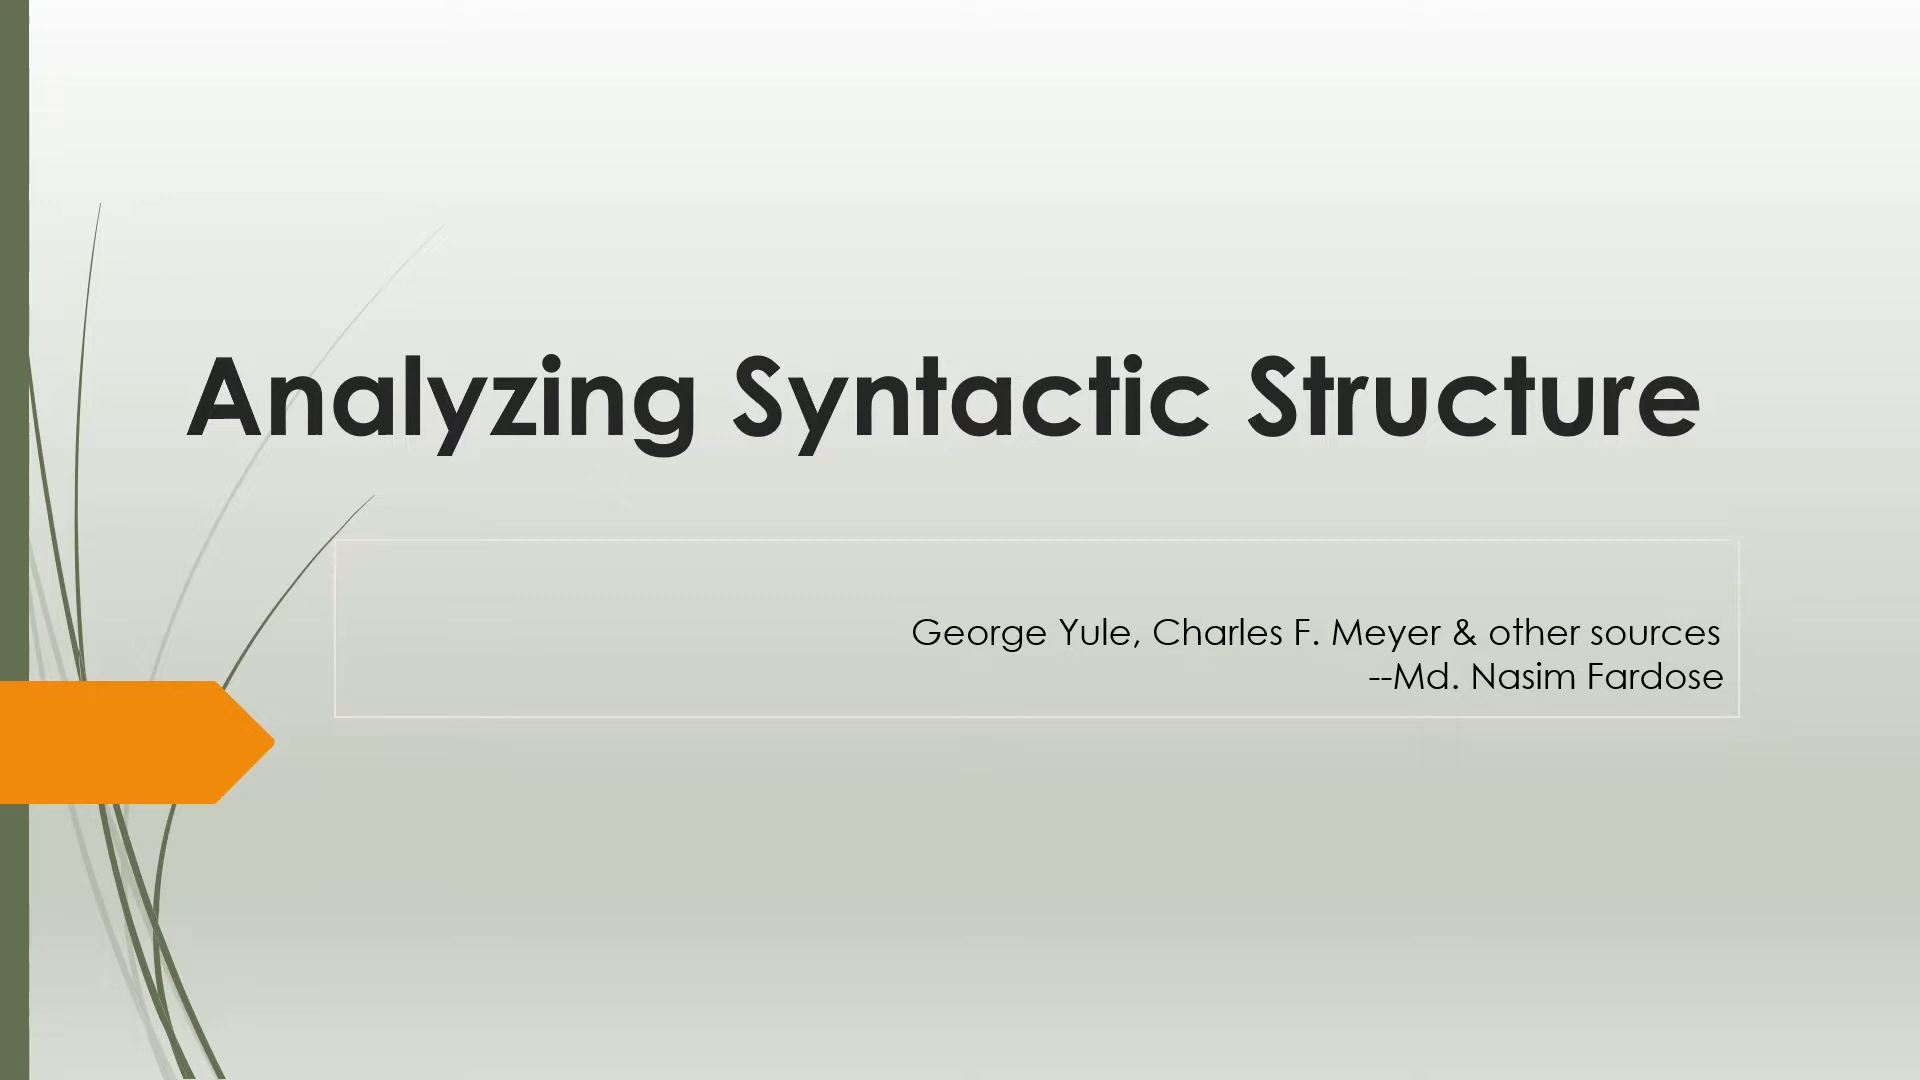 Analyzing Syntactic Structure
George Yule, Charles F. Meyer & other sources
--Md. Nasim Fardose